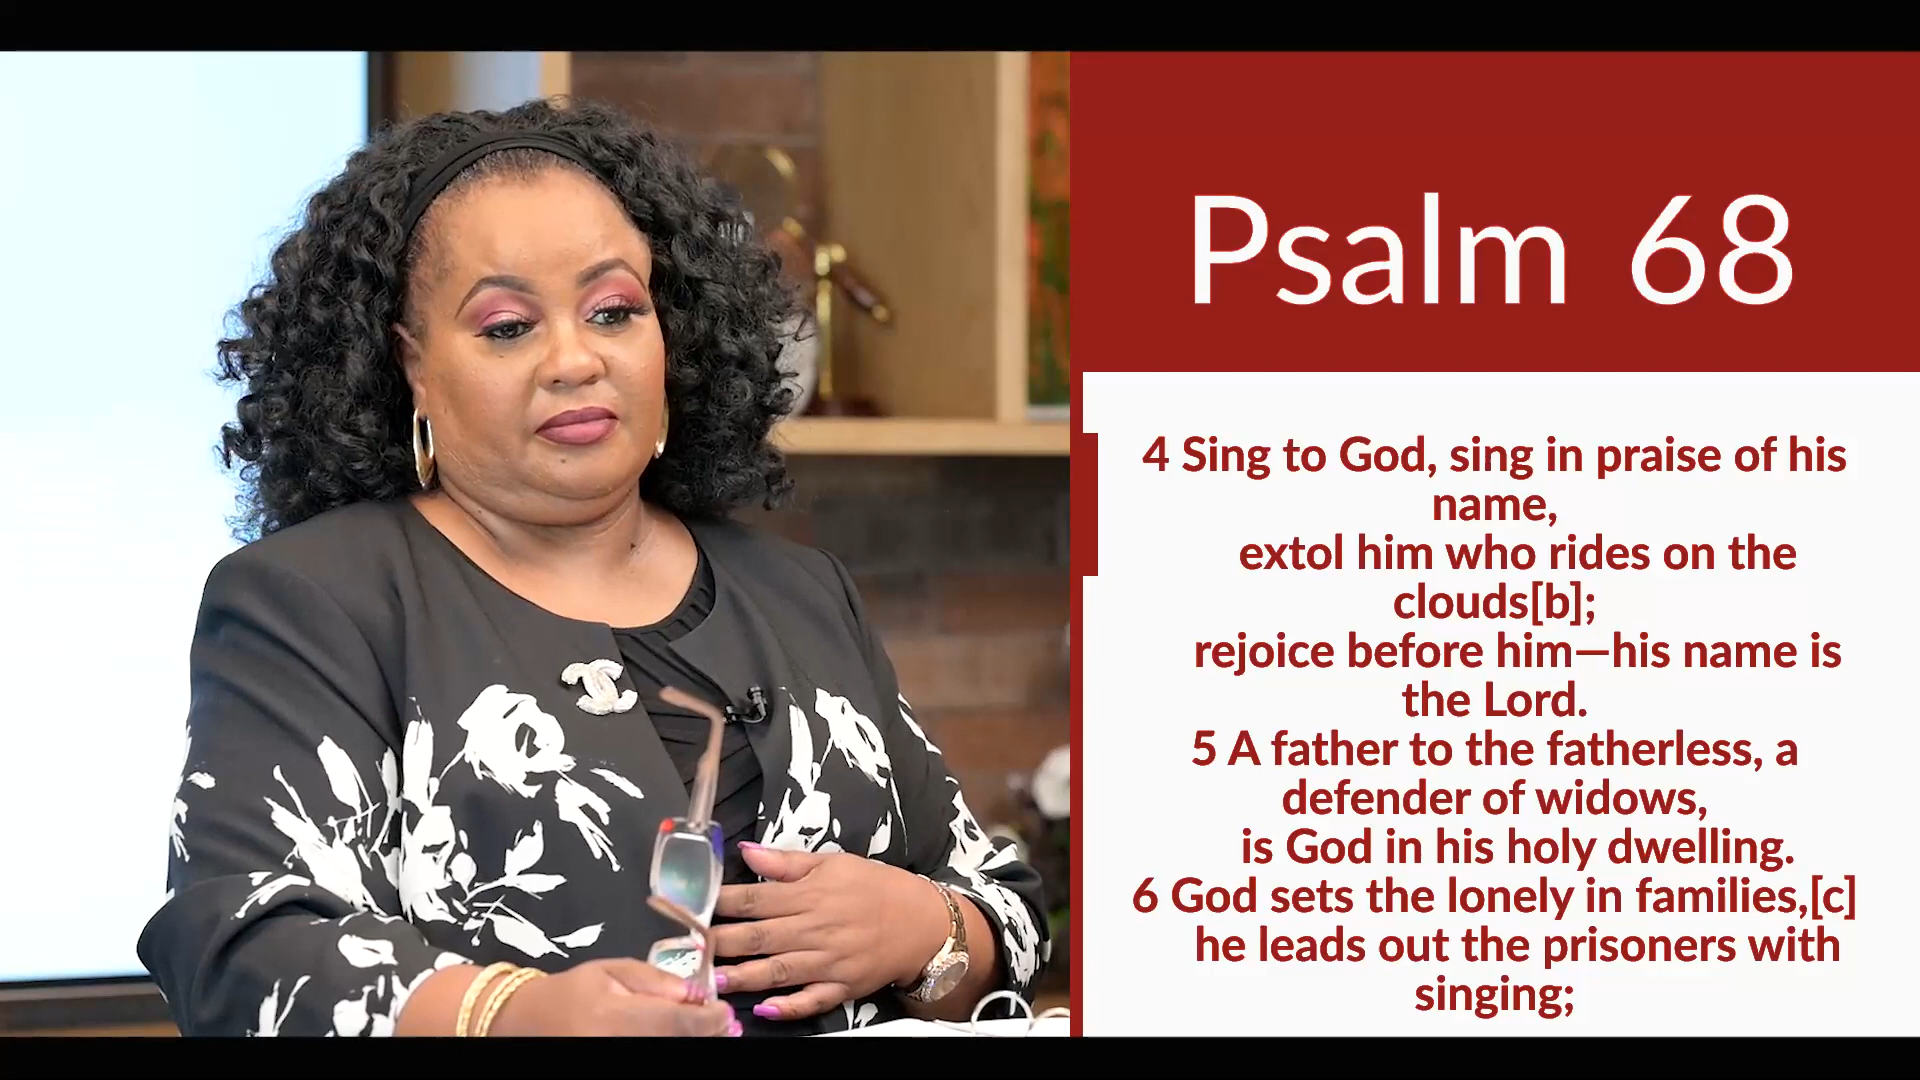 Psalm 68
4 Sing to God, sing in praise of his
name,
extol him who rides on the
clouds[b];
rejoice before him—his name is
the Lord.
5 A father to the fatherless, a
defender of widows,
is God in his holy dwelling.
6 God sets the lonely in families,[c]
he leads out the prisoners with
singing;